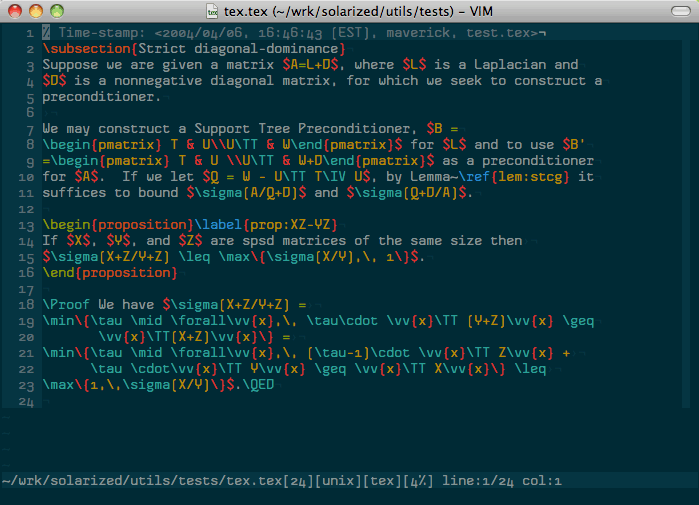 tex.tex (~/wrk/solarized/utils/tests) – VIM
1 % Time-stamp: <2004/04/06, 16:46:43 (EST), maverick, test.tex>¬
2 \subsection{Strict diagonal-dominance}
3 Suppose we are given a matrix $A=L+D$, where $L$ is a Laplacian and
4 $D$ is a nonnegative diagonal matrix, for which we seek to construct a
5 preconditioner.
6
7 We may construct a Support Tree Preconditioner, $B =
8 \begin{pmatrix} T & U\\U\TT & W\end{pmatrix}$ for $L$ and to use $B'
9 =\begin{pmatrix} T & U \\U\TT & W+D\end{pmatrix}$ as a preconditioner
10 for $A$.  If we let $Q = W - U\TT T\IV U$, by Lemma~\ref{lem:stcg} it
11 suffices to bound $\sigma(A/Q+D)$ and $\sigma(Q+D/A)$.
12
13 \begin{proposition}\label{prop:XZ-YZ}
14 If $X$, $Y$, and $Z$ are spsd matrices of the same size then
15 $\sigma(X+Z/Y+Z) \leq \max\{\sigma(X/Y),\, 1\}$.
16 \end{proposition}
17
18 \Proof We have $\sigma(X+Z/Y+Z) =
19 \min\{\tau \mid \forall\vv{x},\, \tau\cdot \vv{x}\TT (Y+Z)\vv{x} \geq
20       \vv{x}\TT(X+Z)\vv{x}\} =
21 \min\{\tau \mid \forall\vv{x},\, (\tau-1)\cdot \vv{x}\TT Z\vv{x} +
22      \tau \cdot\vv{x}\TT Y\vv{x} \geq \vv{x}\TT X\vv{x}\} \leq
23 \max\{1,\,\sigma(X/Y)\}$.\QED
24
~
~
~
~/wrk/solarized/utils/tests/tex.tex[24][unix][tex][4%] line:1/24 col:1